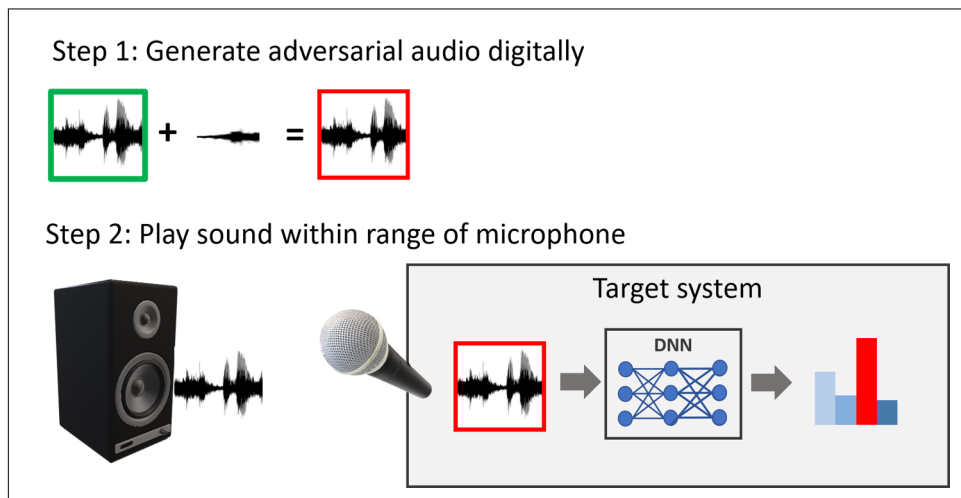 Step 1: Generate adversarial audio digitally
+ =
Step 2: Play sound within range of microphone
Target system
DNN